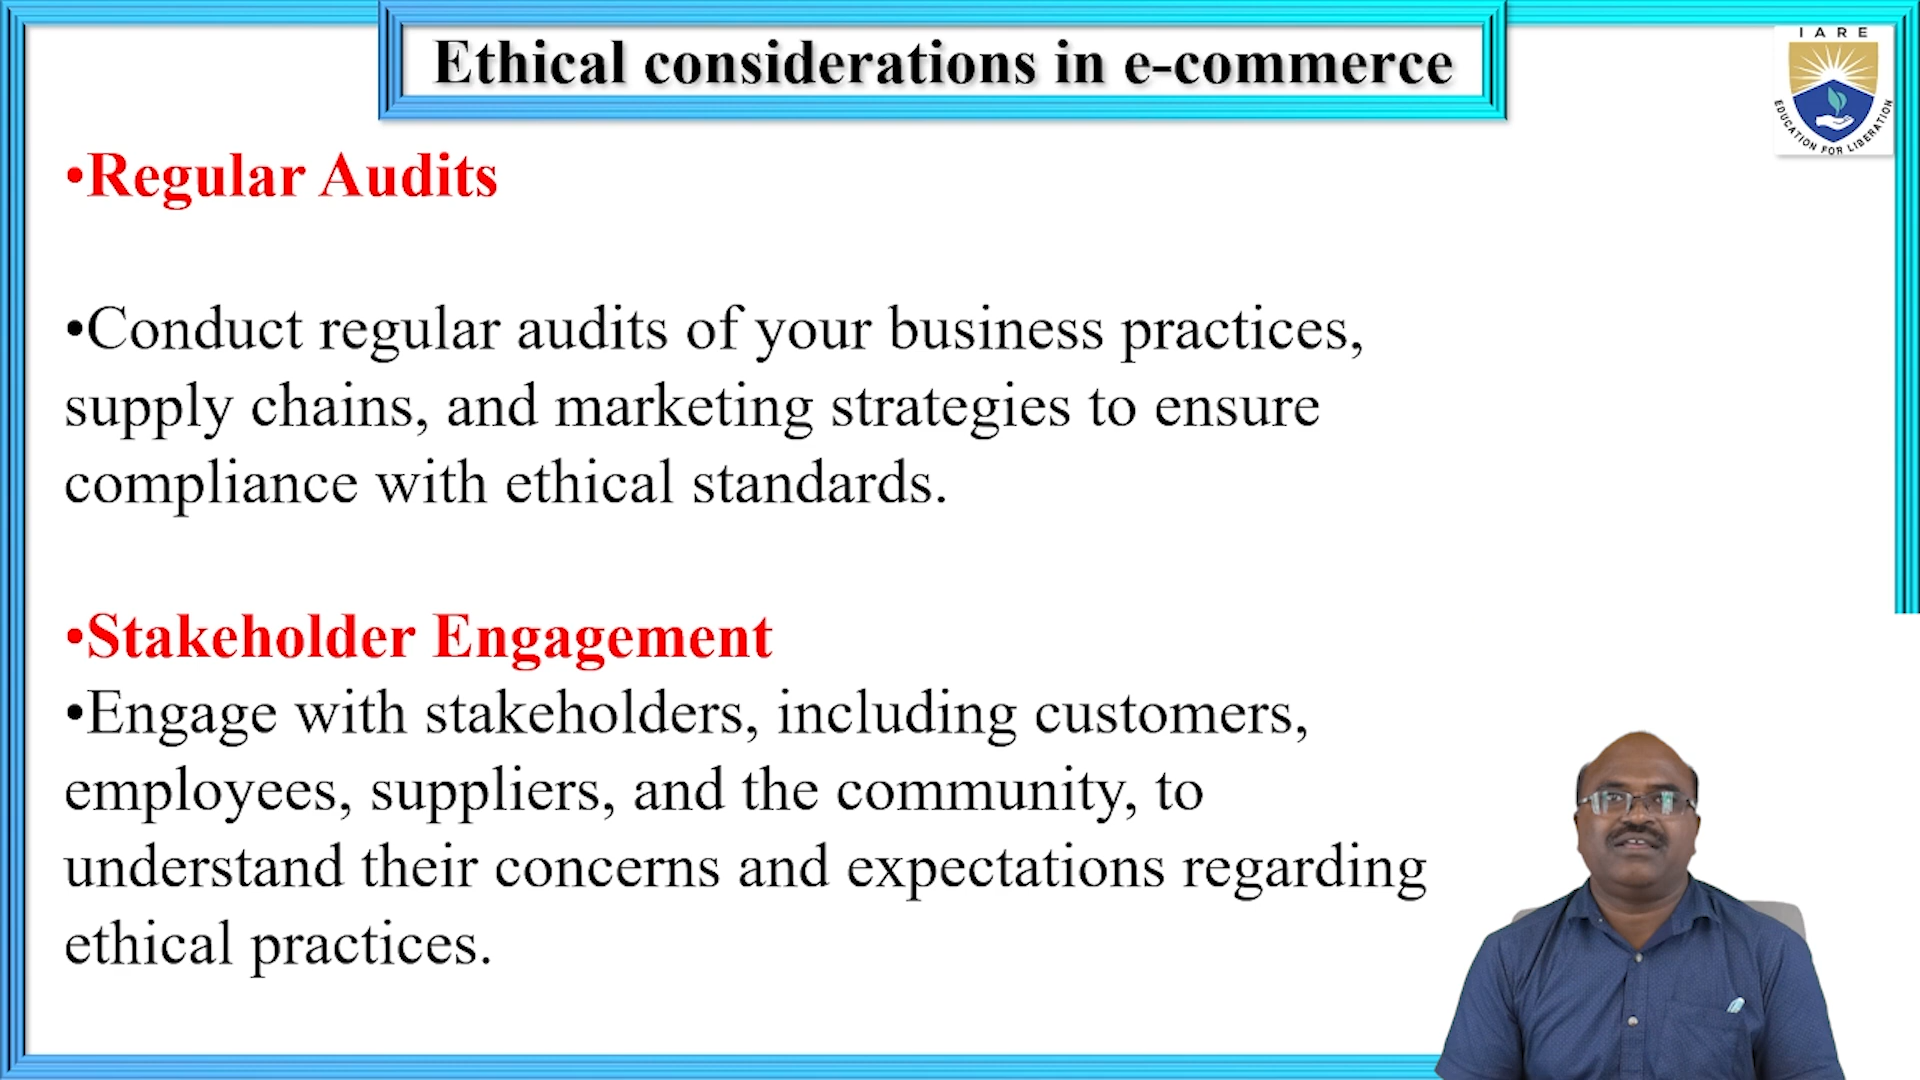 Ethical considerations in e-commerce
IARE
EDUCATION FOR LIBERATION
•Regular Audits
•Conduct regular audits of your business practices,
supply chains, and marketing strategies to ensure
compliance with ethical standards.
•Stakeholder Engagement
•Engage with stakeholders, including customers,
employees, suppliers, and the community, to
understand their concerns and expectations regarding
ethical practices.